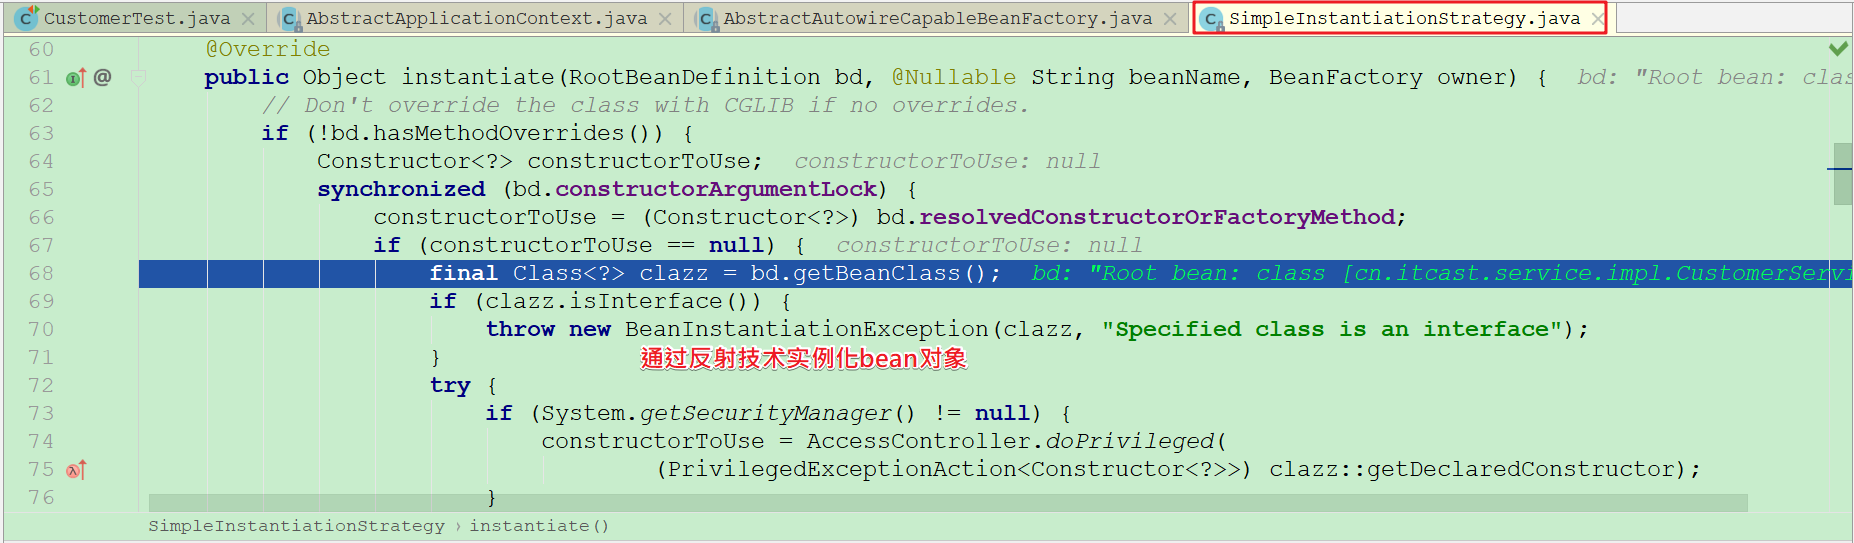 CustomerTest.java
AbstractApplicationContext.java
AbstractAutowireCapableBeanFactory.java
SimpleInstantiationStrategy.java
60 @Override
61 @ public Object instantiate(RootBeanDefinition bd, @Nullable String beanName, BeanFactory owner) { bd: "Root bean: clas
62 // Don't override the class with CGLIB if no overrides.
63 if (!bd.hasMethodOverrides()) {
64 Constructor<?> constructorToUse; constructorToUse: null
65 synchronized (bd.constructorArgumentLock) {
66 constructorToUse = (Constructor<?>) bd.resolvedConstructorOrFactoryMethod;
67 if (constructorToUse == null) { constructorToUse: null
68 final Class<?> clazz = bd.getBeanClass(); bd: "Root bean: class [cn.itcast.service.impl.CustomerServi
69 if (clazz.isInterface()) {
70 throw new BeanInstantiationException(clazz, "Specified class is an interface");
71 }
通过反射技术实例化bean对象
72 try {
73 if (System.getSecurityManager() != null) {
74 constructorToUse = AccessController.doPrivileged(
75 (PrivilegedExceptionAction<Constructor<?>>) clazz::getDeclaredConstructor);
76 }
SimpleInstantiationStrategy › instantiate()